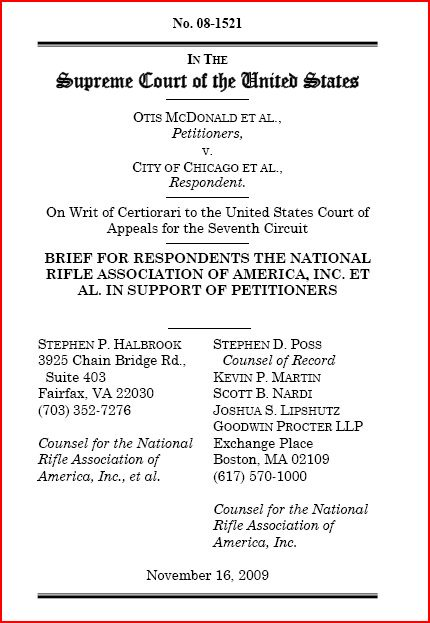 No. 08-1521
IN THE
Supreme Court of the United States
OTIS MCDONALD ET AL.,
Petitioners,
v.
CITY OF CHICAGO ET AL.,
Respondent.
On Writ of Certiorari to the United States Court of
Appeals for the Seventh Circuit
BRIEF FOR RESPONDENTS THE NATIONAL
RIFLE ASSOCIATION OF AMERICA, INC. ET
AL. IN SUPPORT OF PETITIONERS
STEPHEN P. HALBROOK
3925 Chain Bridge Rd.,
Suite 403
Fairfax, VA 22030
(703) 352-7276
Counsel for the National
Rifle Association of
America, Inc., et al.
STEPHEN D. POSS
Counsel of Record
KEVIN P. MARTIN
SCOTT B. NARDI
JOSHUA S. LIPSHUTZ
GOODWIN PROCTER LLP
Exchange Place
Boston, MA 02109
(617) 570-1000
Counsel for the National
Rifle Association of
America, Inc.
November 16, 2009